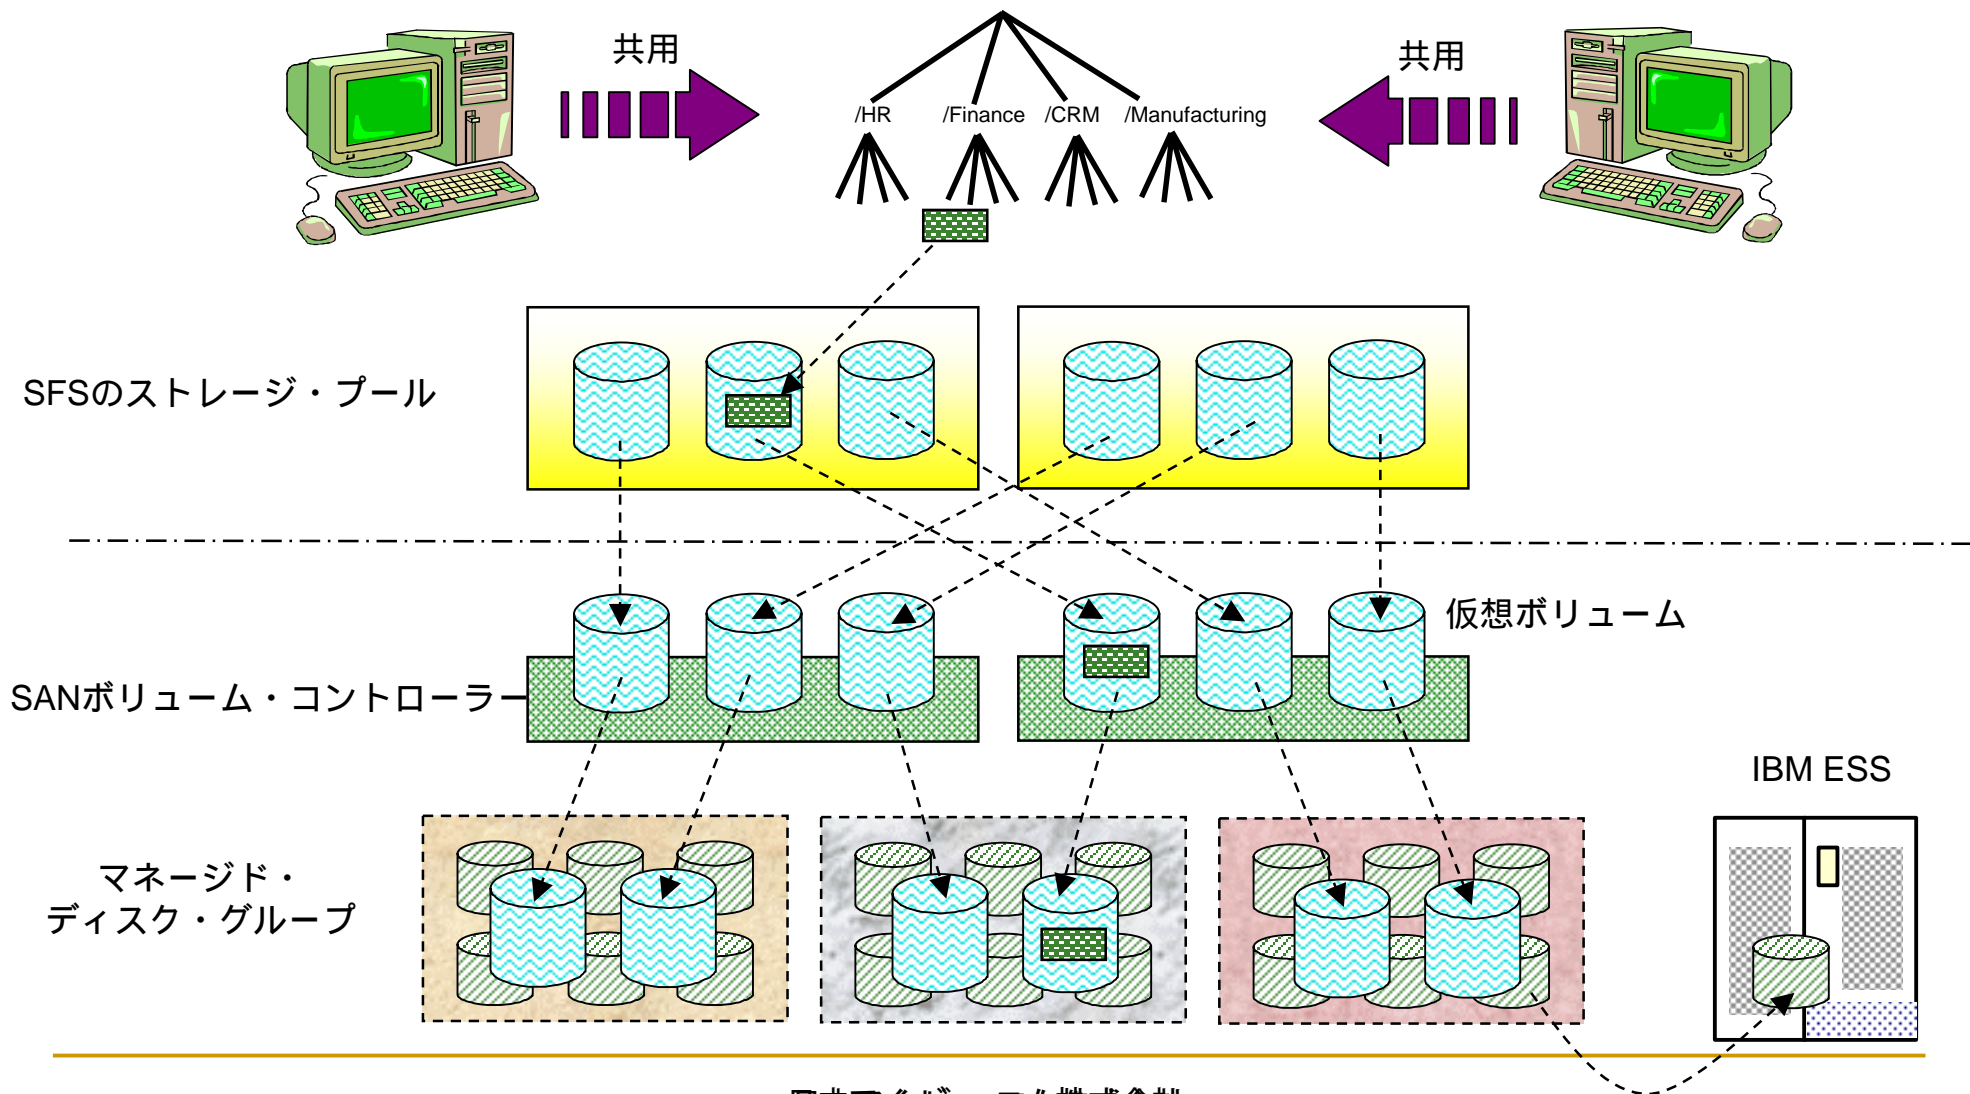 共用
共用
/HR
/Finance
/CRM
/Manufacturing
SFSのストレージ・プール
仮想ボリューム
SANボリューム・コントローラー
IBM ESS
マネージド・
ディスク・グループ